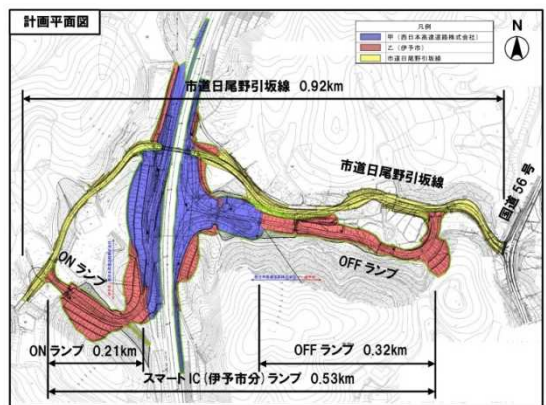 計画平面図
凡例
甲(西日本高速道路株式会社)
乙(伊予市)
市道日尾野引坂線
N
市道日尾野引坂線 0.92km
市道日尾野引坂線
国道56号
ONランプ
OFFランプ
ONランプ 0.21km
OFFランプ 0.32km
スマートIC(伊予市分)ランプ 0.53km